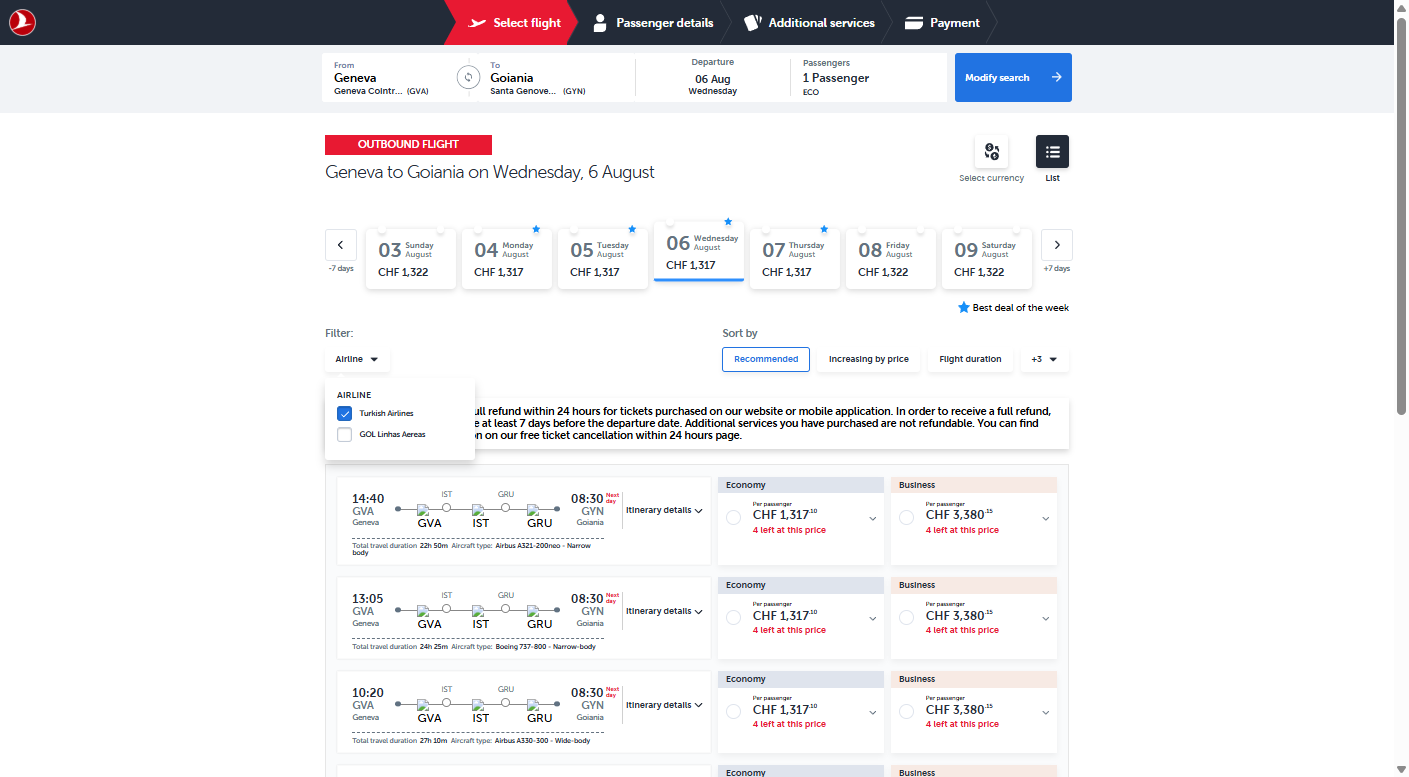 Select flight
Passenger details
Additional services
Payment
From
Geneva
Geneva Cointr... (GVA)
To
Goiania
Santa Genove... (GYN)
Departure
06 Aug
Wednesday
Passengers
1 Passenger
ECO
Modify search
OUTBOUND FLIGHT
Geneva to Goiania on Wednesday, 6 August
Select currency
List
-7 days
03 Sunday August
CHF 1,322
04 Monday August
CHF 1,317
05 Tuesday August
CHF 1,317
06 Wednesday August
CHF 1,317
07 Thursday August
CHF 1,317
08 Friday August
CHF 1,322
09 Saturday August
CHF 1,322
+7 days
Best deal of the week
Filter:
Sort by
Airline
Recommended
Increasing by price
Flight duration
+3
AIRLINE
Turkish Airlines
GOL Linhas Aereas
ull refund within 24 hours for tickets purchased on our website or mobile application. In order to receive a full refund,
e at least 7 days before the departure date. Additional services you have purchased are not refundable. You can find
on on our free ticket cancellation within 24 hours page.
14:40
GVA
Geneva
IST
GRU
GVA
IST
GRU
08:30 Next day
GYN
Goiania
Itinerary details
Total travel duration 22h 50m Aircraft type: Airbus A321-200neo - Narrow
body
Economy
Per passenger
CHF 1,317.10
4 left at this price
Business
Per passenger
CHF 3,380.15
4 left at this price
13:05
GVA
Geneva
IST
GRU
GVA
IST
GRU
08:30 Next day
GYN
Goiania
Itinerary details
Total travel duration 24h 25m Aircraft type: Boeing 737-800 - Narrow-body
Economy
Per passenger
CHF 1,317.10
4 left at this price
Business
Per passenger
CHF 3,380.15
4 left at this price
10:20
GVA
Geneva
IST
GRU
GVA
IST
GRU
08:30 Next day
GYN
Goiania
Itinerary details
Total travel duration 27h 10m Aircraft type: Airbus A330-300 - Wide-body
Economy
Per passenger
CHF 1,317.10
4 left at this price
Business
Per passenger
CHF 3,380.15
4 left at this price
Economy
Business